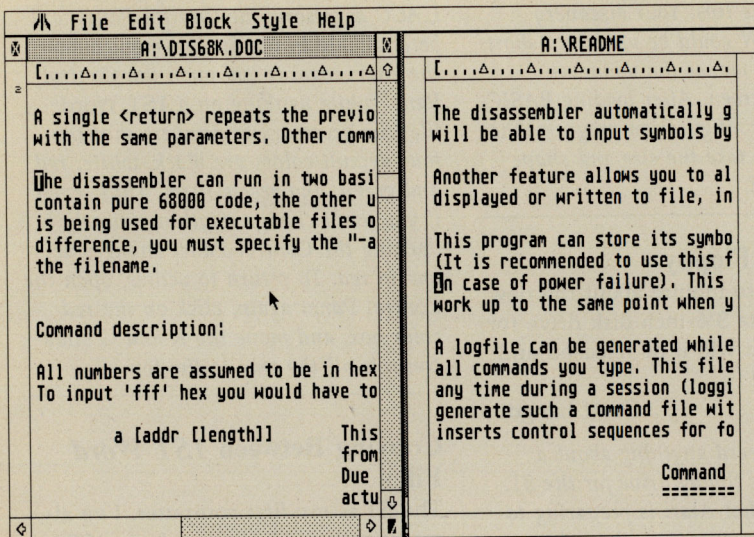 File Edit Block Style Help
A:\DIS68K.DOC
A single <return> repeats the previo
with the same parameters. Other comm
The disassembler can run in two basi
contain pure 68000 code, the other u
is being used for executable files o
difference, you must specify the "-a
the filename.
Command description:
All numbers are assumed to be in hex
To input 'fff' hex you would have to
a [addr [length]] This
from
Due
actu
A:\README
The disassembler automatically g
will be able to input symbols by
Another feature allows you to al
displayed or written to file, in
This program can store its symbo
(It is recommended to use this f
in case of power failure). This
work up to the same point when y
A logfile can be generated while
all commands you type. This file
any time during a session (loggi
generate such a command file wit
inserts control sequences for fo
Command
========